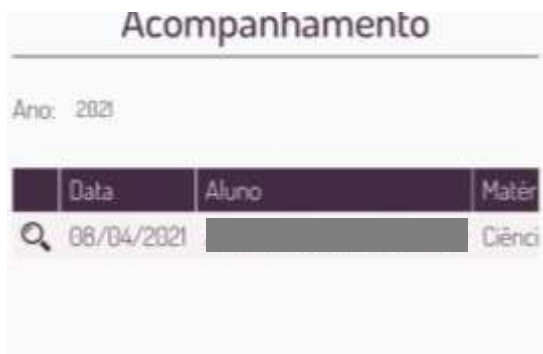 Acompanhamento
Ano: 2021
Data Aluno Matér
08/04/2021 Ciênci